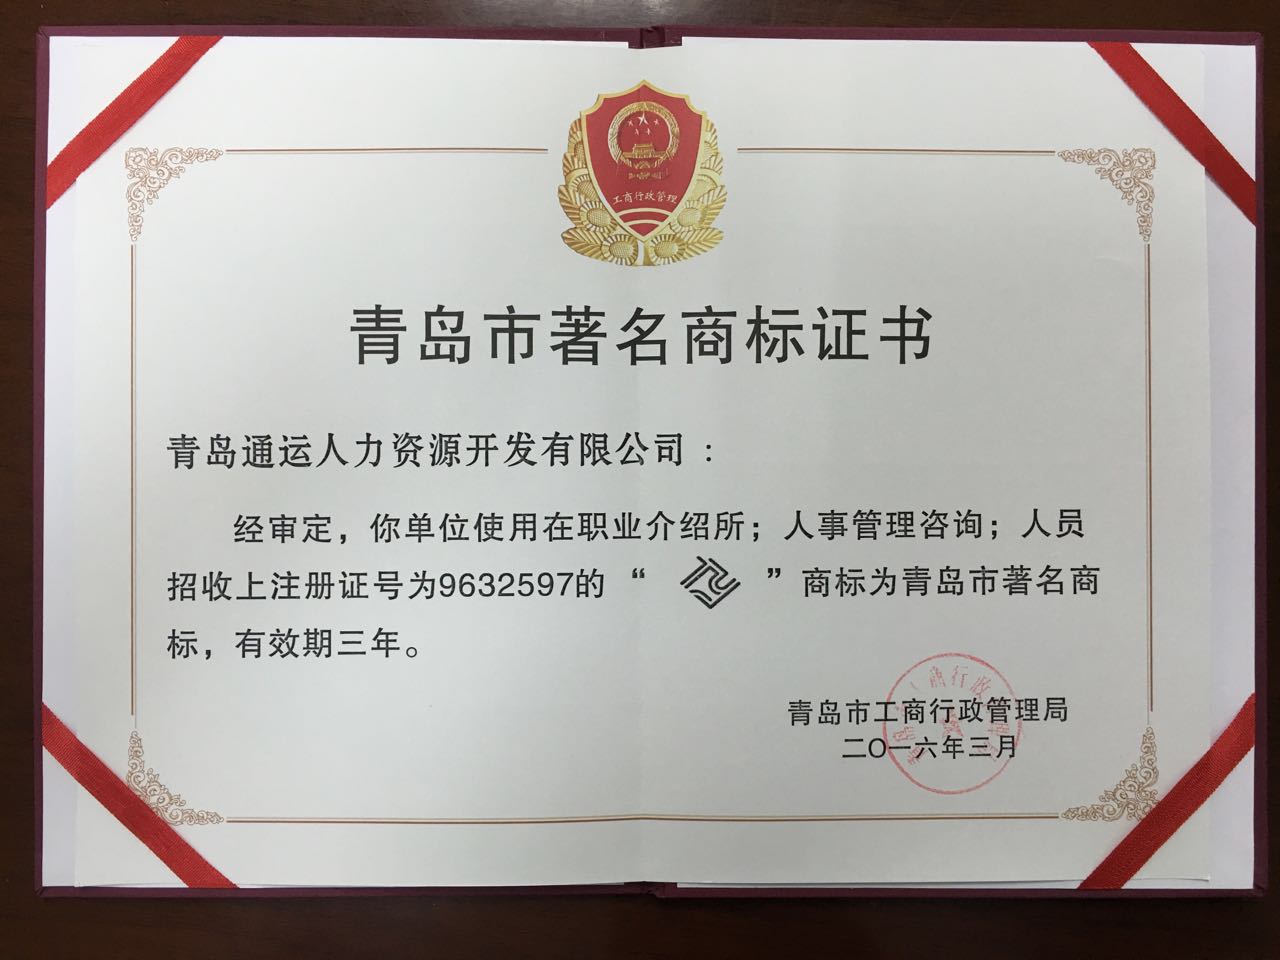 工商行政管理
青岛市著名商标证书
青岛通运人力资源开发有限公司：
经审定，你单位使用在职业介绍所；人事管理咨询；人员
招收上注册证号为9632597的“ ”商标为青岛市著名商
标，有效期三年。
青岛市工商行政管理局
二〇一六年三月